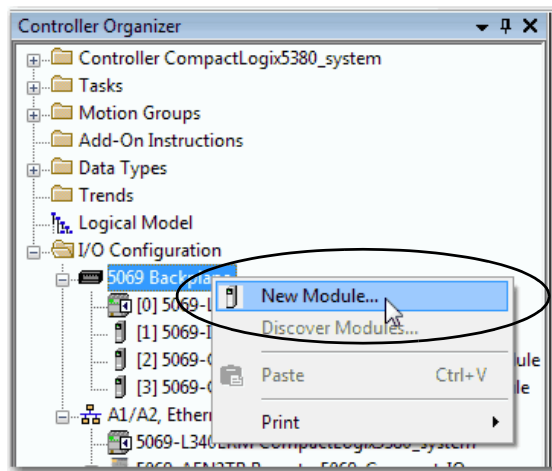 Controller Organizer
Controller CompactLogix5380_system
Tasks
Motion Groups
Add-On Instructions
Data Types
Trends
Logical Model
I/O Configuration
5069 Backplane
New Module...
[0] 5069-L
Discover Modules...
[1] 5069-I
[2] 5069-
ule
Paste Ctrl+V
[3] 5069-
le
A1/A2, Ether
Print
5069-L340ERM CompactLogix5380_system